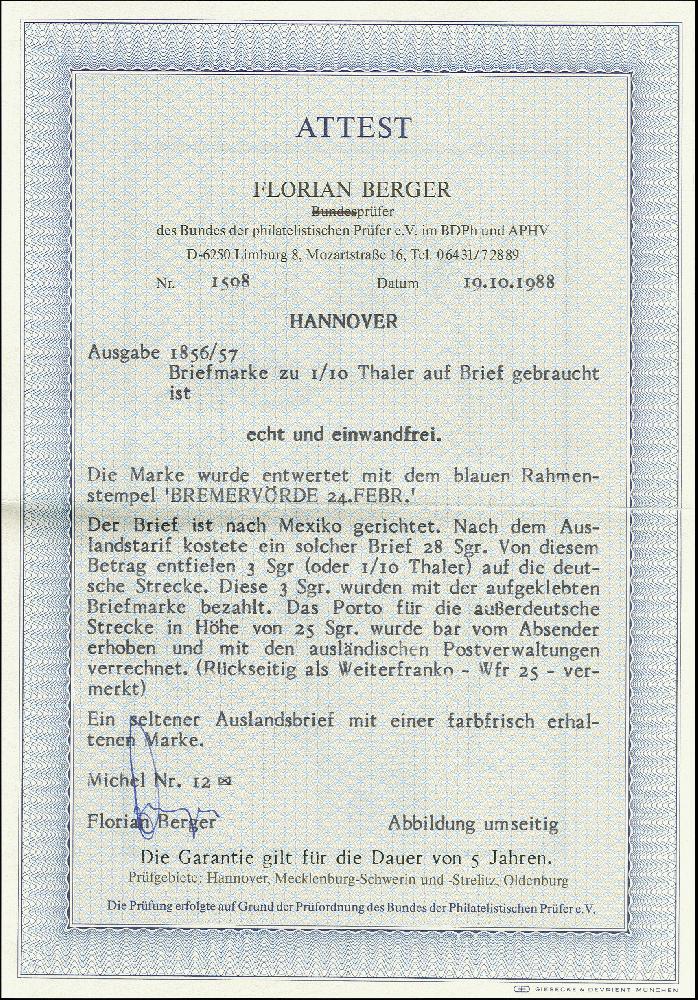 ATTEST
FLORIAN BERGER
Bundesprüfer
des Bundes der philatelistischen Prüfer e.V. im BDPh und APHV
D-6250 Limburg 8, Mozartstraße 16, Tel. 06431/72889
Nr. 1508 Datum 19.10.1988
HANNOVER
Ausgabe 1856/57
Briefmarke zu 1/10 Thaler auf Brief gebraucht
ist
echt und einwandfrei.
Die Marke wurde entwertet mit dem blauen Rahmen-
stempel 'BREMERVÖRDE 24.FEBR.'
Der Brief ist nach Mexiko gerichtet. Nach dem Aus-
landstarif kostete ein solcher Brief 28 Sgr. Von diesem
Betrag entfielen 3 Sgr (oder 1/10 Thaler) auf die deut-
sche Strecke. Diese 3 Sgr. wurden mit der aufgeklebten
Briefmarke bezahlt. Das Porto für die außerdeutsche
Strecke in Höhe von 25 Sgr. wurde bar vom Absender
erhoben und mit den ausländischen Postverwaltungen
verrechnet. (Rückseitig als Weiterfranko - Wfr 25 - ver-
merkt)
Ein seltener Auslandsbrief mit einer farbfrisch erhal-
tenen Marke.
Michel Nr. 12 ✉
Florian Berger Abbildung umseitig
Die Garantie gilt für die Dauer von 5 Jahren.
Prüfgebiete: Hannover, Mecklenburg-Schwerin und -Strelitz, Oldenburg
Die Prüfung erfolgte auf Grund der Prüfordnung des Bundes der Philatelistischen Prüfer e.V.
GIESECKE & DEVRIENT MÜNCHEN